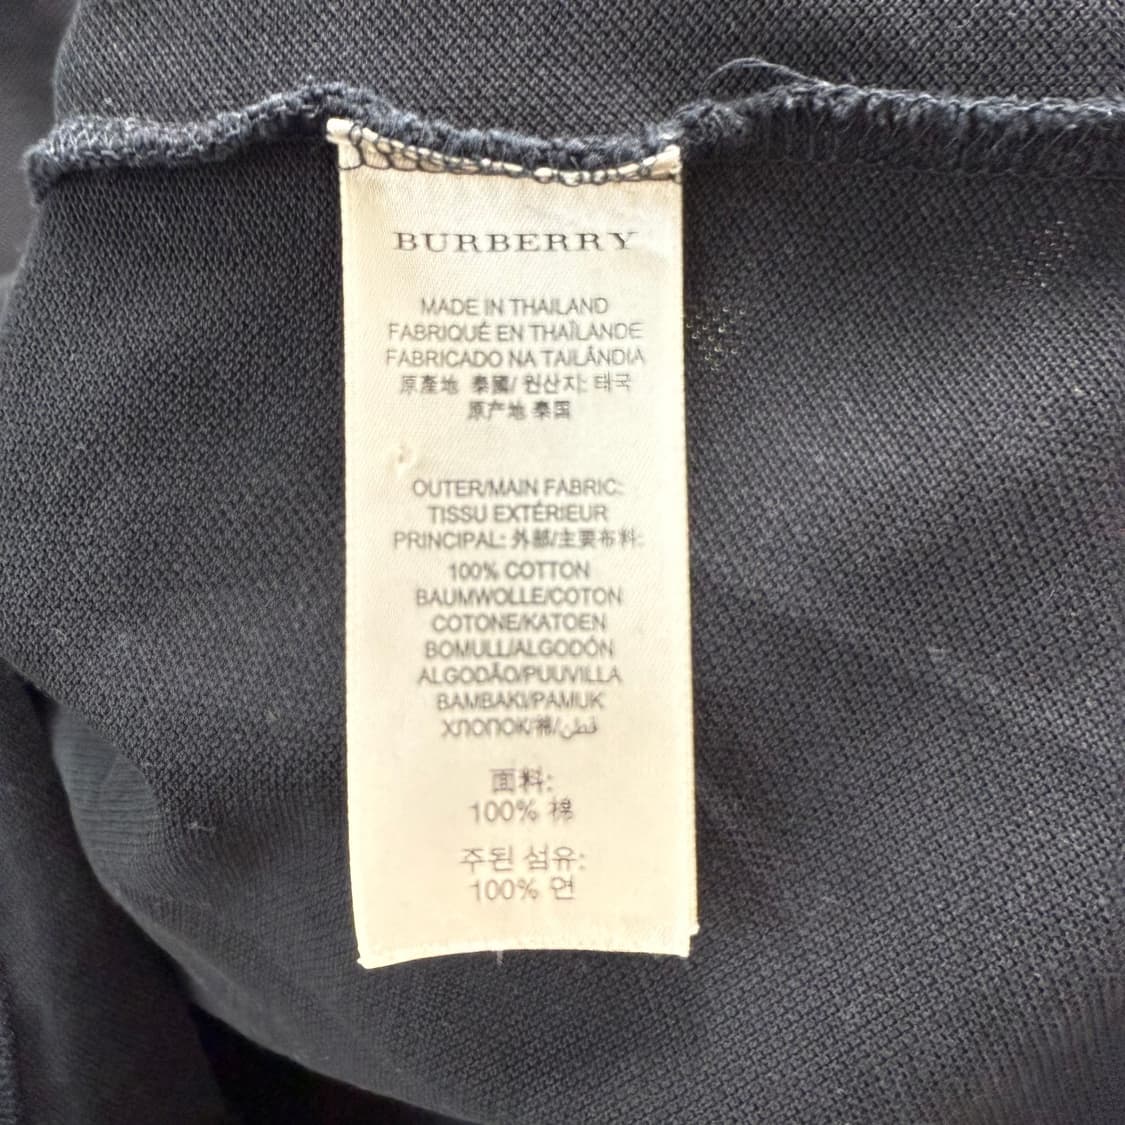 BURBERRY
MADE IN THAILAND
FABRIQUÉ EN THAÏLANDE
FABRICADO NA TAILÂNDIA
原產地 泰國/ 원산지: 태국
原产地 泰国
OUTER/MAIN FABRIC:
TISSU EXTÉRIEUR
PRINCIPAL: 外部/主要布料:
100% COTTON
BAUMWOLLE/COTON
COTONE/KATOEN
BOMULL/ALGODÓN
ALGODÃO/PUUVILLA
BAMBAKI/PAMUK
ХЛОПОК/棉/قطن
面料:
100% 棉
주된 섬유:
100% 면